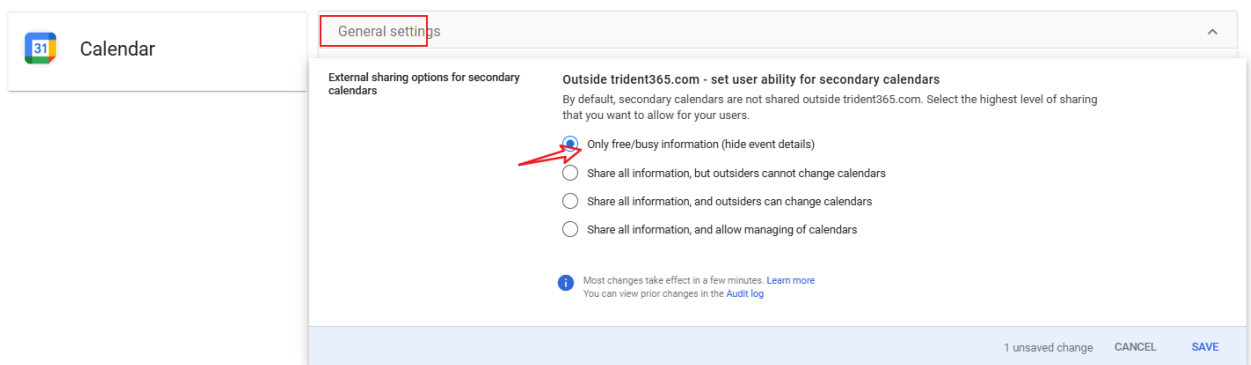 31
Calendar
General settings
External sharing options for secondary
calendars
Outside trident365.com - set user ability for secondary calendars
By default, secondary calendars are not shared outside trident365.com. Select the highest level of sharing
that you want to allow for your users.
Only free/busy information (hide event details)
Share all information, but outsiders cannot change calendars
Share all information, and outsiders can change calendars
Share all information, and allow managing of calendars
Most changes take effect in a few minutes. Learn more
You can view prior changes in the Audit log
1 unsaved change CANCEL SAVE